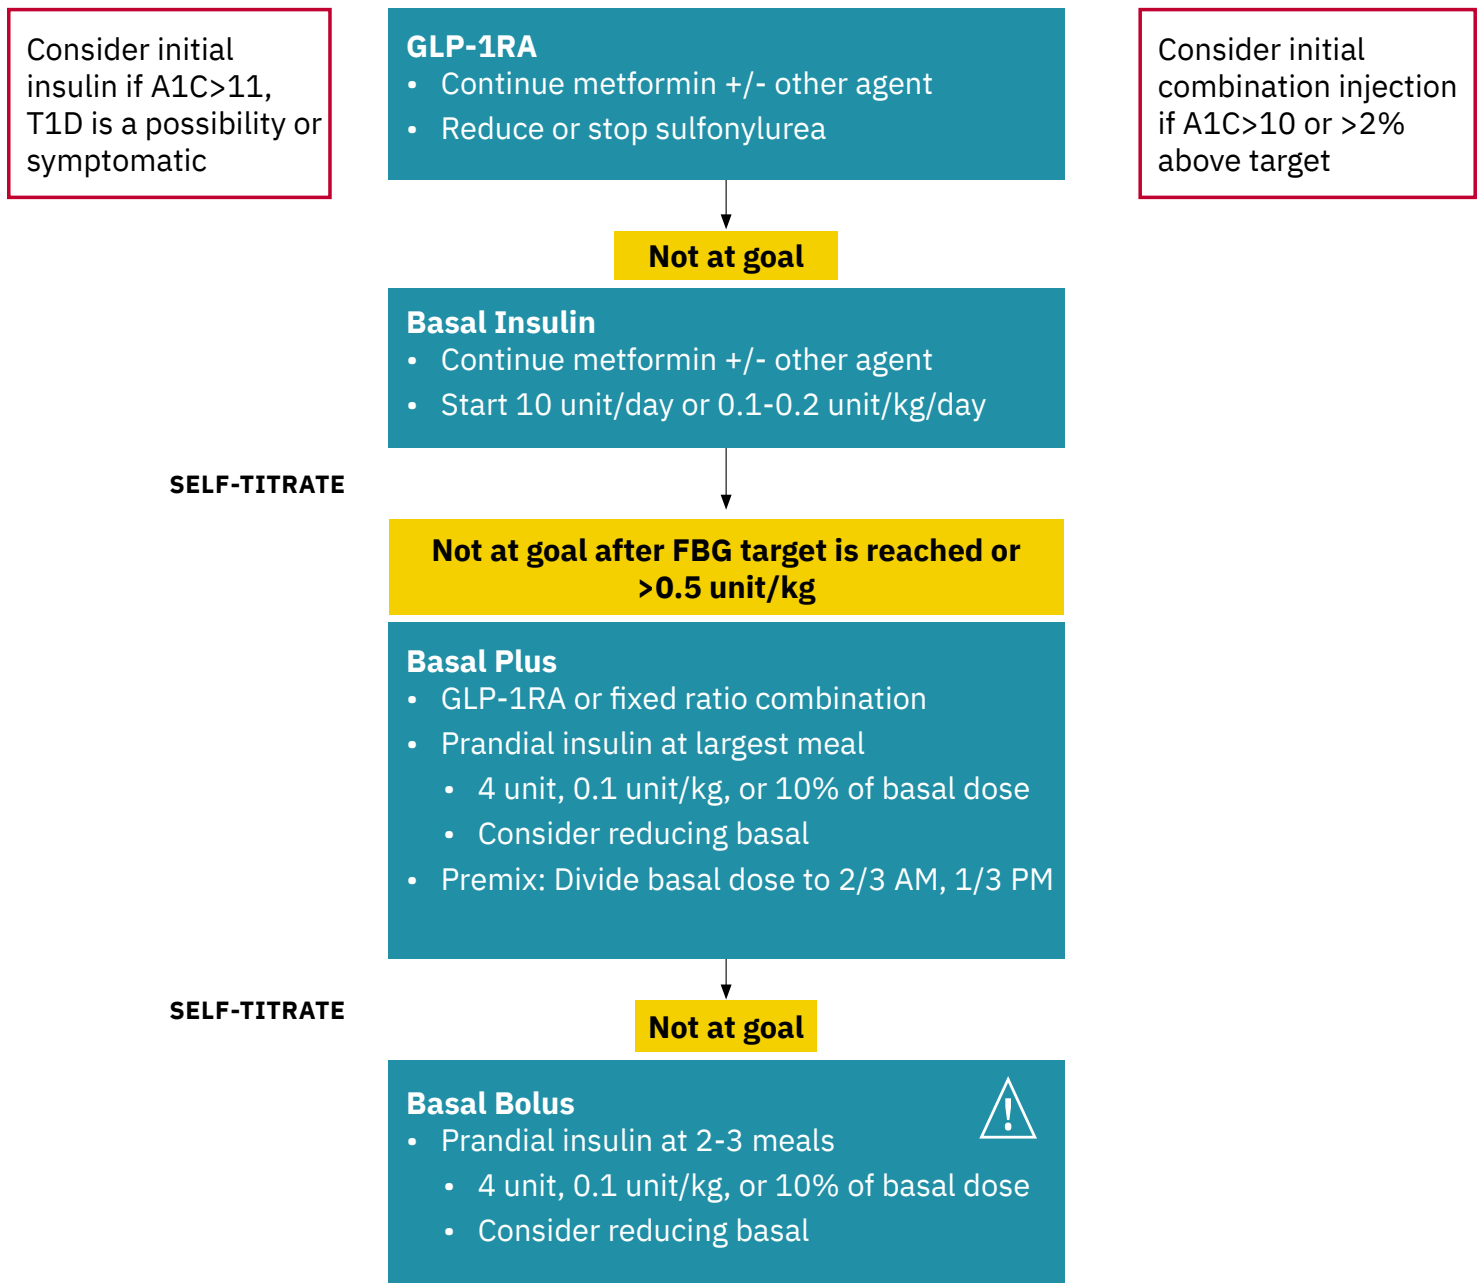 Consider initial
insulin if A1C>11,
T1D is a possibility or
symptomatic
GLP-1RA
• Continue metformin +/- other agent
• Reduce or stop sulfonylurea
Consider initial
combination injection
if A1C>10 or >2%
above target
Not at goal
Basal Insulin
• Continue metformin +/- other agent
• Start 10 unit/day or 0.1-0.2 unit/kg/day
SELF-TITRATE
Not at goal after FBG target is reached or
>0.5 unit/kg
Basal Plus
• GLP-1RA or fixed ratio combination
• Prandial insulin at largest meal
• 4 unit, 0.1 unit/kg, or 10% of basal dose
• Consider reducing basal
• Premix: Divide basal dose to 2/3 AM, 1/3 PM
SELF-TITRATE
Not at goal
Basal Bolus
!
• Prandial insulin at 2-3 meals
• 4 unit, 0.1 unit/kg, or 10% of basal dose
• Consider reducing basal